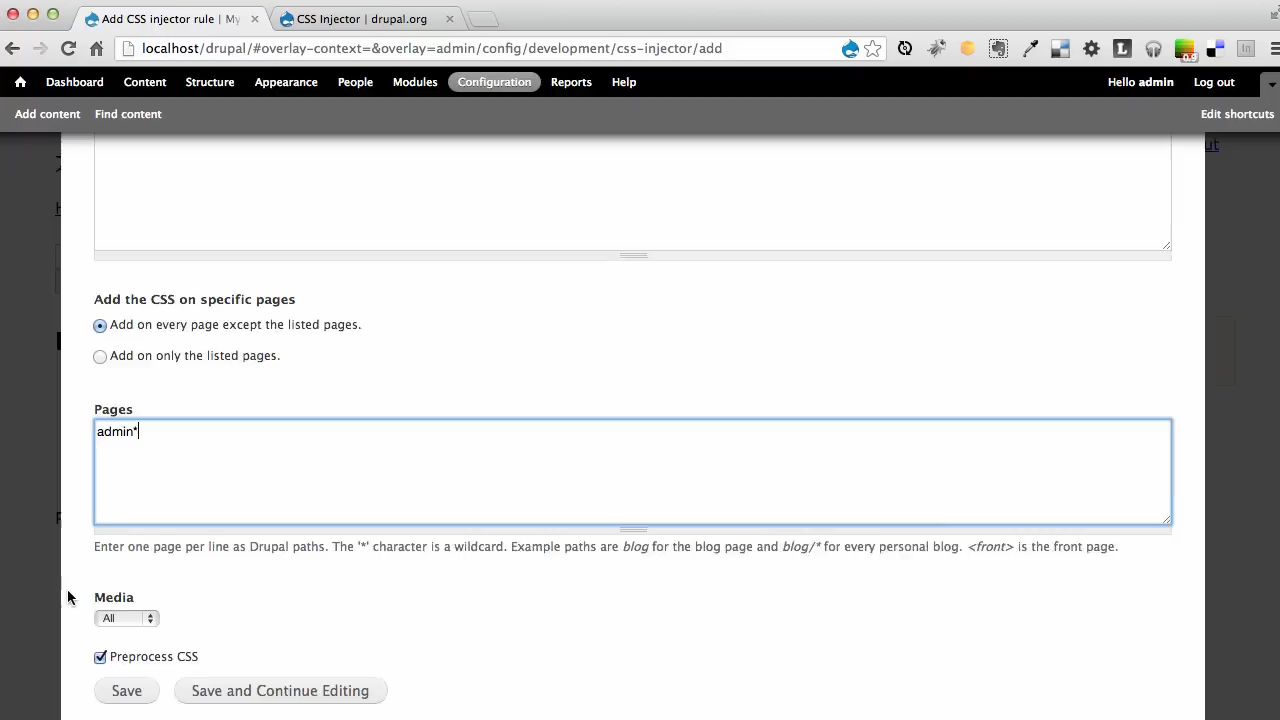 Add CSS injector rule | My
CSS Injector | drupal.org
localhost/drupal/#overlay-context=&overlay=admin/config/development/css-injector/add
Dashboard Content Structure Appearance People Modules Configuration Reports Help Hello admin Log out
Add content Find content Edit shortcuts
Add the CSS on specific pages
Add on every page except the listed pages.
Add on only the listed pages.
Pages
admin*
Enter one page per line as Drupal paths. The '*' character is a wildcard. Example paths are blog for the blog page and blog/* for every personal blog. <front> is the front page.
Media
All
Preprocess CSS
Save Save and Continue Editing